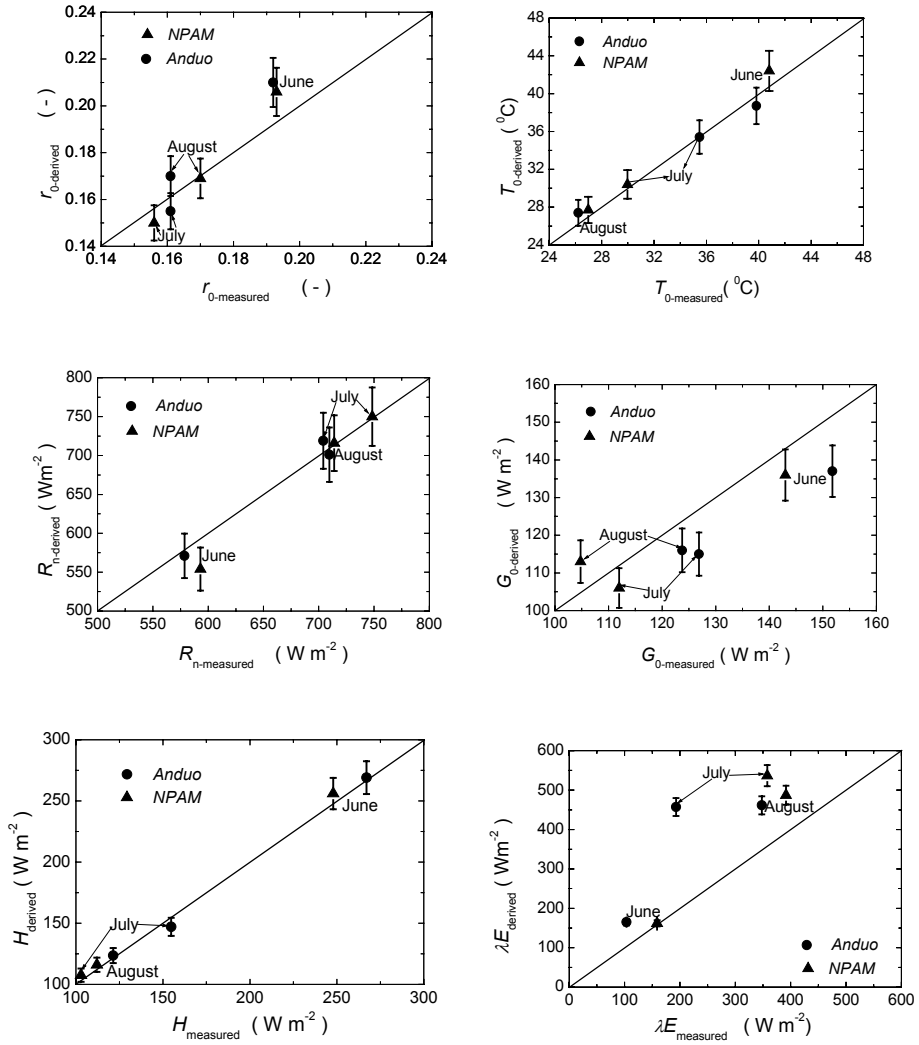 NPAM
Anduo
June
August
July
0.14 0.16 0.18 0.20 0.22
0.10 0.16 0.18 0.20 0.22 0.24
r0-derived ( - )
r0-measured ( - )
Anduo
NPAM
June
July
August
24 28 32 36 40 44 48
24 28 32 36 40 44 48
T0-derived ( 0C)
T0-measured( 0C)
Anduo
NPAM
July
August
June
500 550 600 650 700 750 800
500 550 600 650 700 750 800
Rn-derived ( Wm-2)
Rn-measured ( W m-2)
Anduo
NPAM
June
August
July
100 110 120 130 140 150 160
100 110 120 130 140 150 160
G0-derived ( W m-2)
G0-measured ( W m-2)
Anduo
NPAM
June
July
August
100 150 200 250 300
100 150 200 250 300
Hderived ( W m-2)
Hmeasured ( W m-2)
July
August
June
Anduo
NPAM
0 100 200 300 400 500 600
0 100 200 300 400 500 600
λEderived ( Wm-2)
λEmeasured ( W m-2)